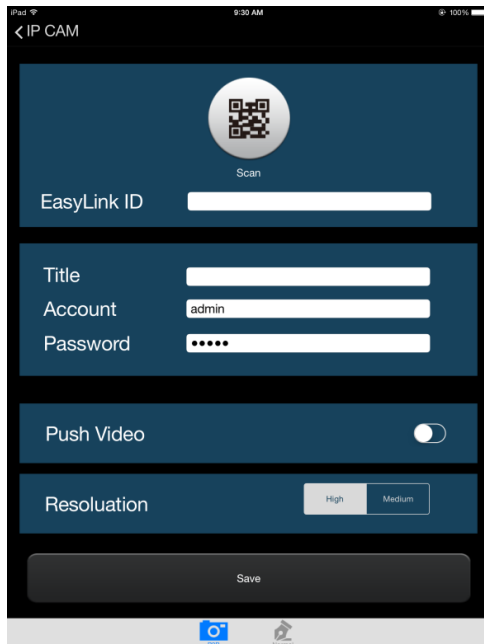 iPad 9:30 AM 100%
IP CAM
Scan
EasyLink ID
Title
Account admin
Password •••••
Push Video
Resoluation High Medium
Save